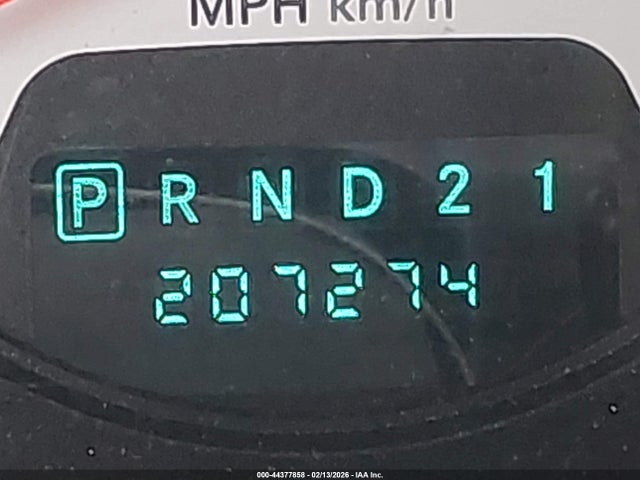 MPH km/h
P R N D 2 1
207274
000-44377858 - 02/13/2026 - IAA Inc.